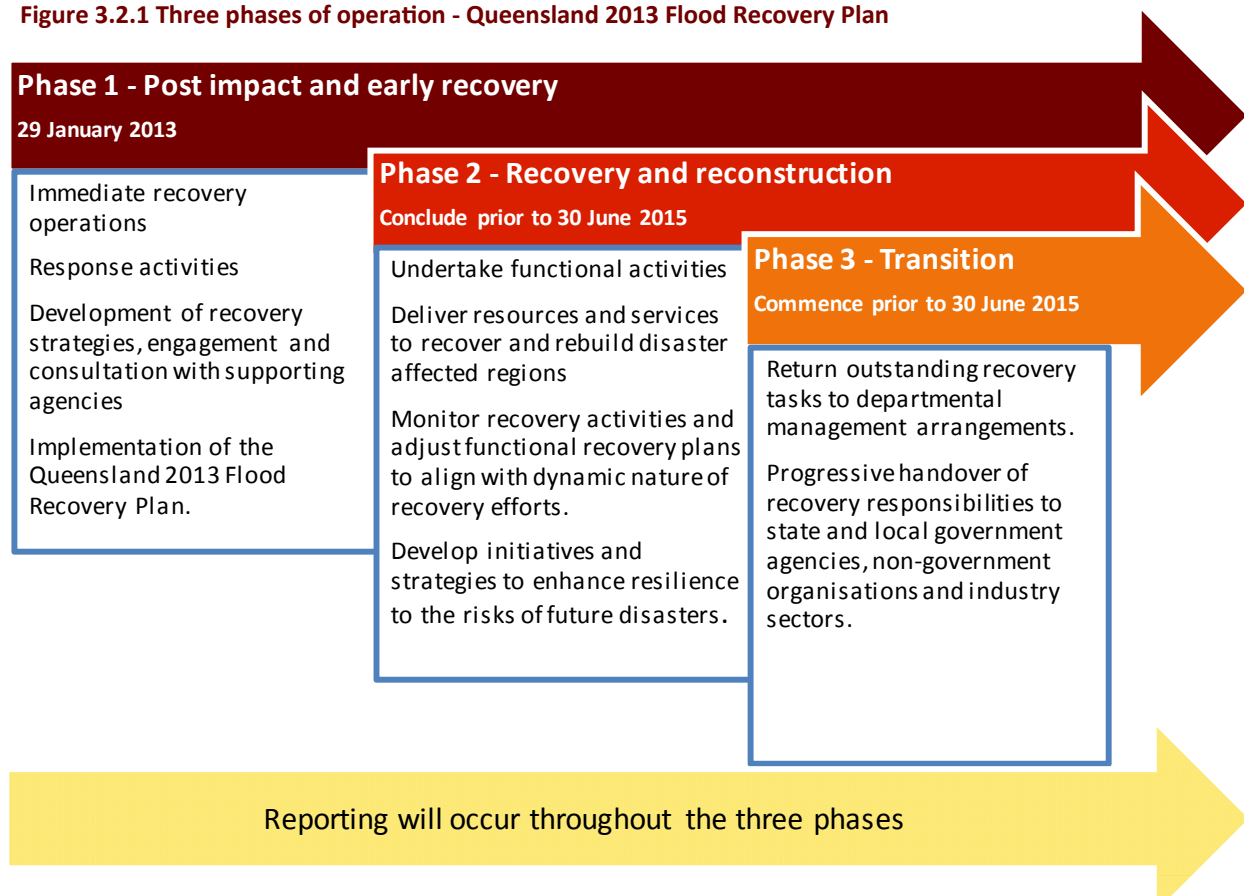 Figure 3.2.1 Three phases of operation - Queensland 2013 Flood Recovery Plan
Phase 1 - Post impact and early recovery
29 January 2013
Immediate recovery
operations
Response activities
Development of recovery
strategies, engagement and
consultation with supporting
agencies
Implementation of the
Queensland 2013 Flood
Recovery Plan.
Phase 2 - Recovery and reconstruction
Conclude prior to 30 June 2015
Undertake functional activities
Deliver resources and services
to recover and rebuild disaster
affected regions
Monitor recovery activities and
adjust functional recovery plans
to align with dynamic nature of
recovery efforts.
Develop initiatives and
strategies to enhance resilience
to the risks of future disasters.
Phase 3 - Transition
Commence prior to 30 June 2015
Return outstanding recovery
tasks to departmental
management arrangements.
Progressive handover of
recovery responsibilities to
state and local government
agencies, non-government
organisations and industry
sectors.
Reporting will occur throughout the three phases